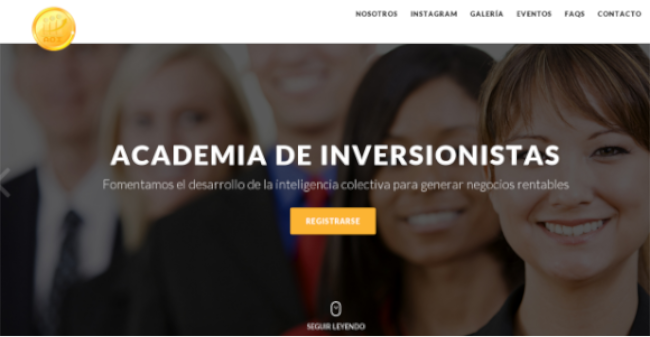 NOSOTROS INSTAGRAM GALERÍA EVENTOS FAQS CONTACTO
ACADEMIA DE INVERSIONISTAS
Fomentamos el desarrollo de la inteligencia colectiva para generar negocios rentables
REGISTRARSE
SEGUIR LEYENDO